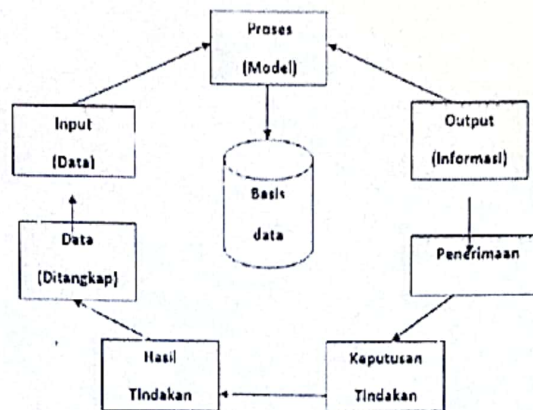 Proses
(Model)
Input
(Data)
Output
(Informasi)
Basis
data
Data
(Ditangkap)
Penerimaan
Hasil
Tindakan
Keputusan
Tindakan